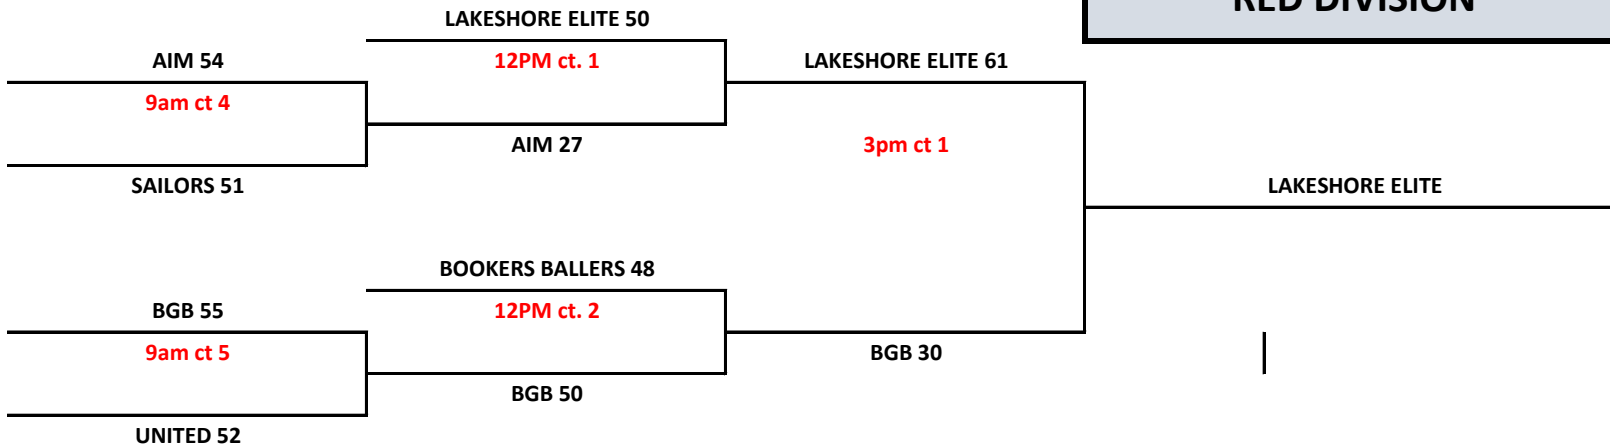 RED DIVISION
LAKESHORE ELITE 50
AIM 54
12PM ct. 1
LAKESHORE ELITE 61
9am ct 4
AIM 27
3pm ct 1
SAILORS 51
LAKESHORE ELITE
BOOKERS BALLERS 48
BGB 55
12PM ct. 2
9am ct 5
BGB 30
BGB 50
UNITED 52